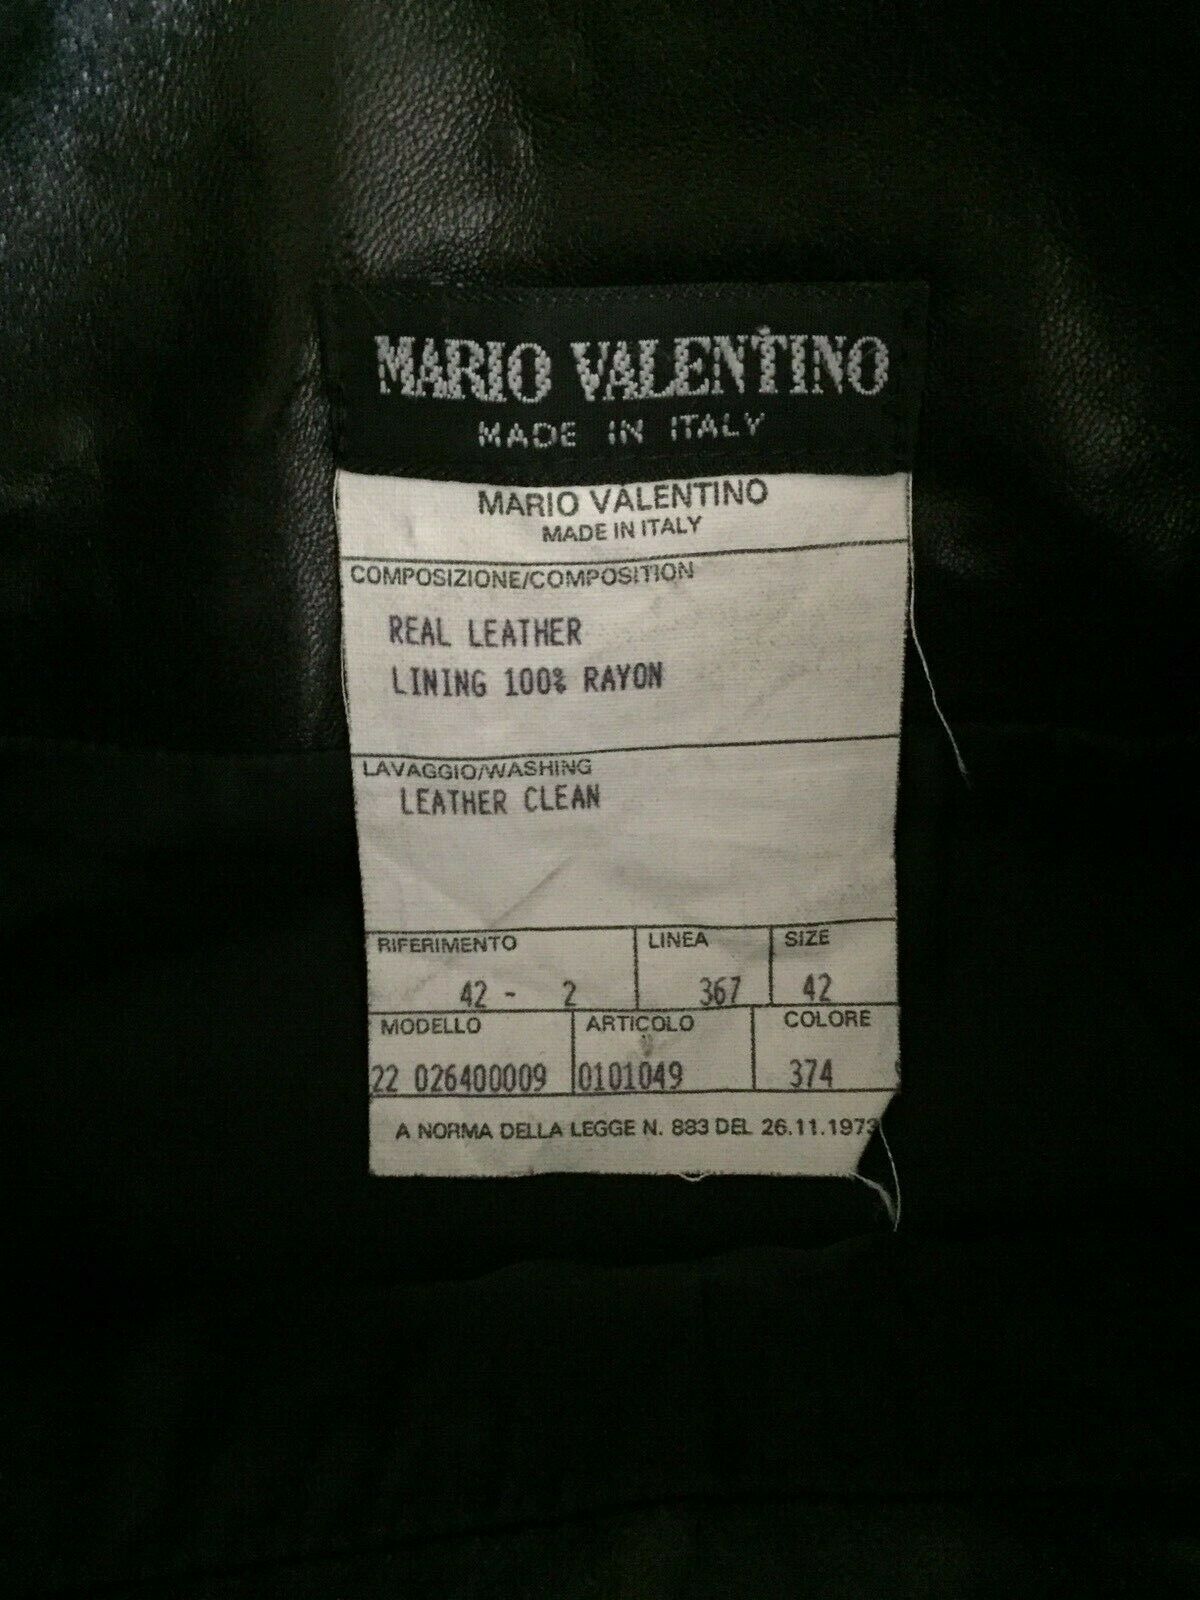 MARIO VALENTINO
MADE IN ITALY
MARIO VALENTINO
MADE IN ITALY
COMPOSIZIONE/COMPOSITION
REAL LEATHER
LINING 100% RAYON
LAVAGGIO/WASHING
LEATHER CLEAN
RIFERIMENTO LINEA SIZE
42 - 2 367 42
MODELLO ARTICOLO COLORE
22 026400009 0101049 374
A NORMA DELLA LEGGE N. 883 DEL 26.11.1973